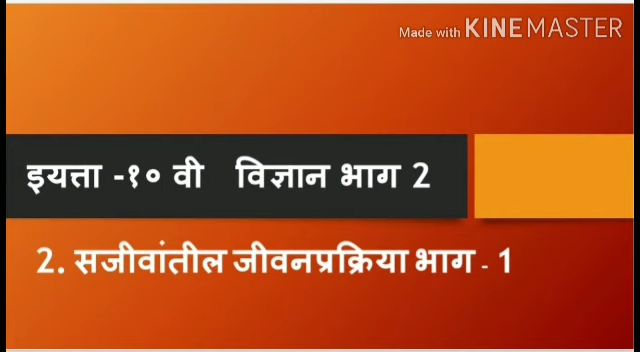 Made with KINEMASTER
इयत्ता -१० वी विज्ञान भाग 2
2. सजीवांतील जीवनप्रक्रिया भाग - 1